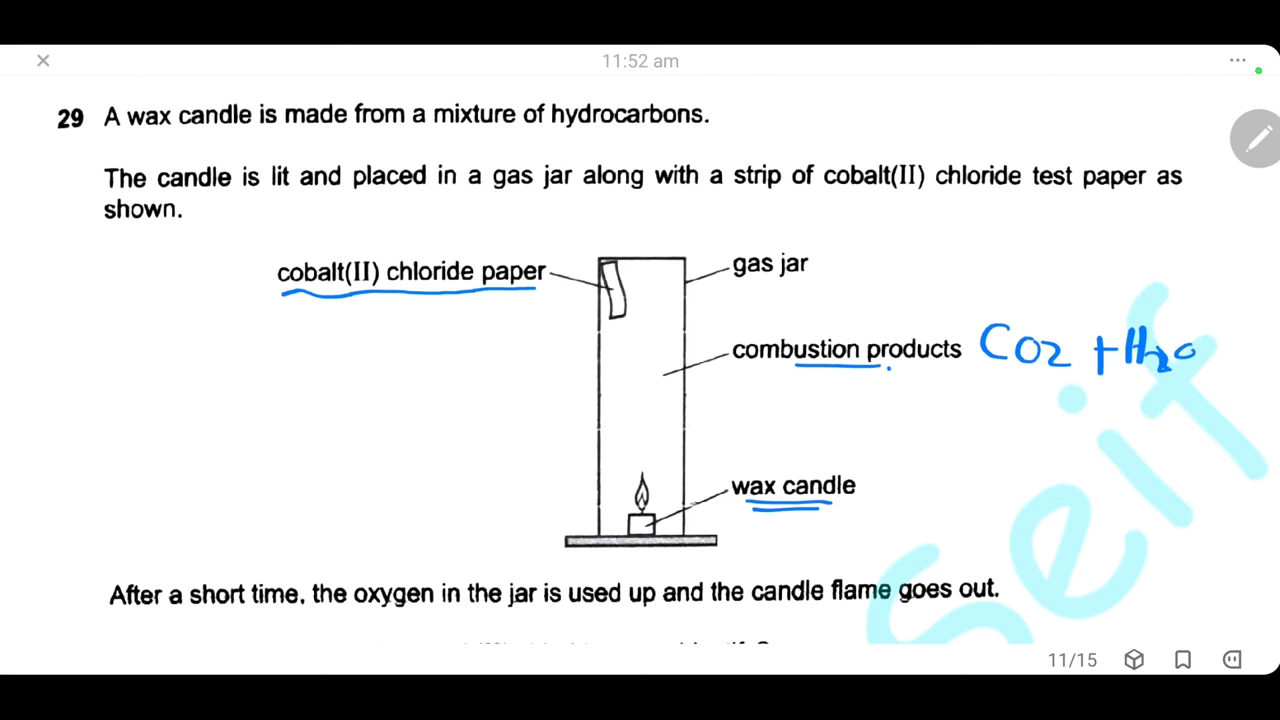 11:52 am
29 A wax candle is made from a mixture of hydrocarbons.
The candle is lit and placed in a gas jar along with a strip of cobalt(II) chloride test paper as
shown.
cobalt(II) chloride paper
gas jar
combustion products CO2 + H2O
wax candle
After a short time, the oxygen in the jar is used up and the candle flame goes out.
Seif
11/15